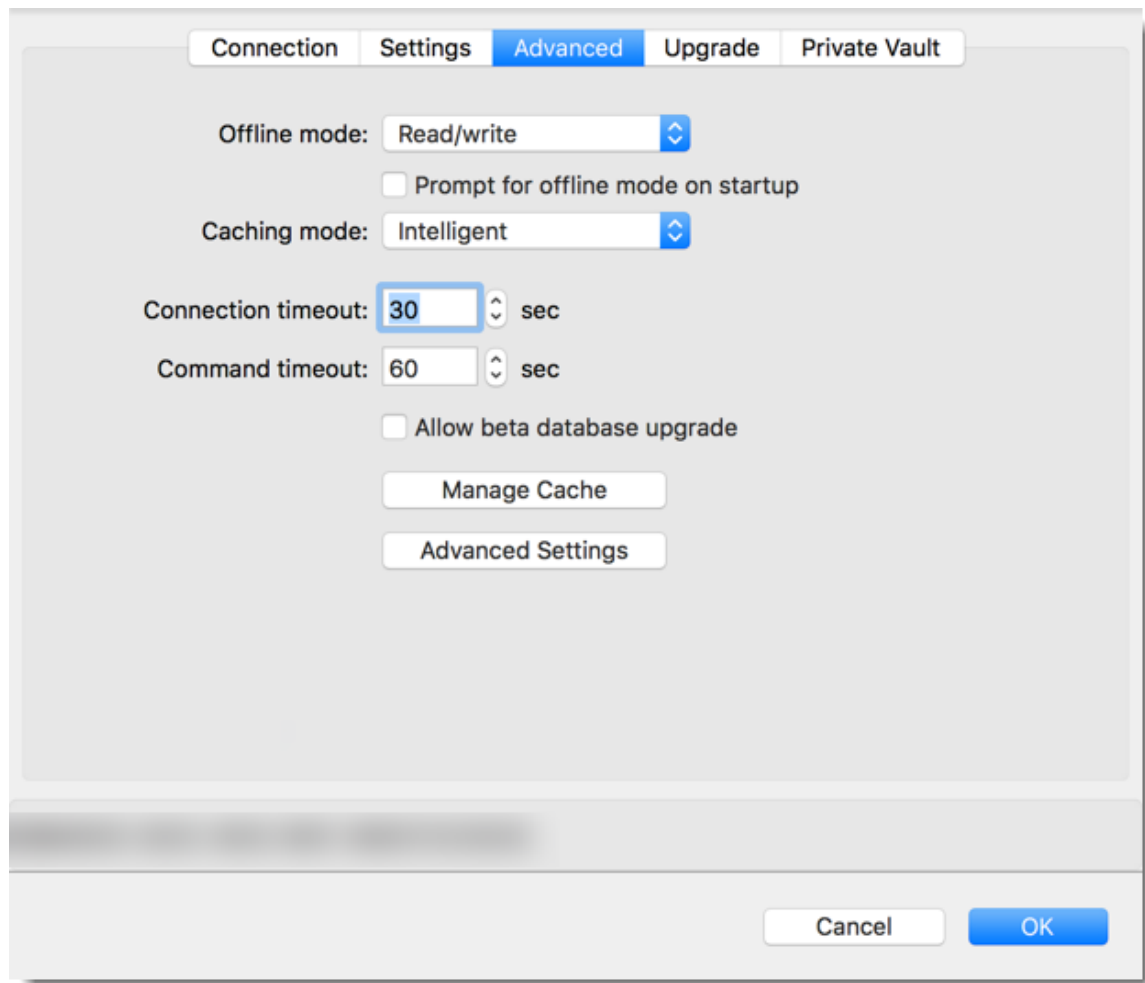 Connection Settings Advanced Upgrade Private Vault
Offline mode: Read/write
Prompt for offline mode on startup
Caching mode: Intelligent
Connection timeout: 30 sec
Command timeout: 60 sec
Allow beta database upgrade
Manage Cache
Advanced Settings
Cancel OK